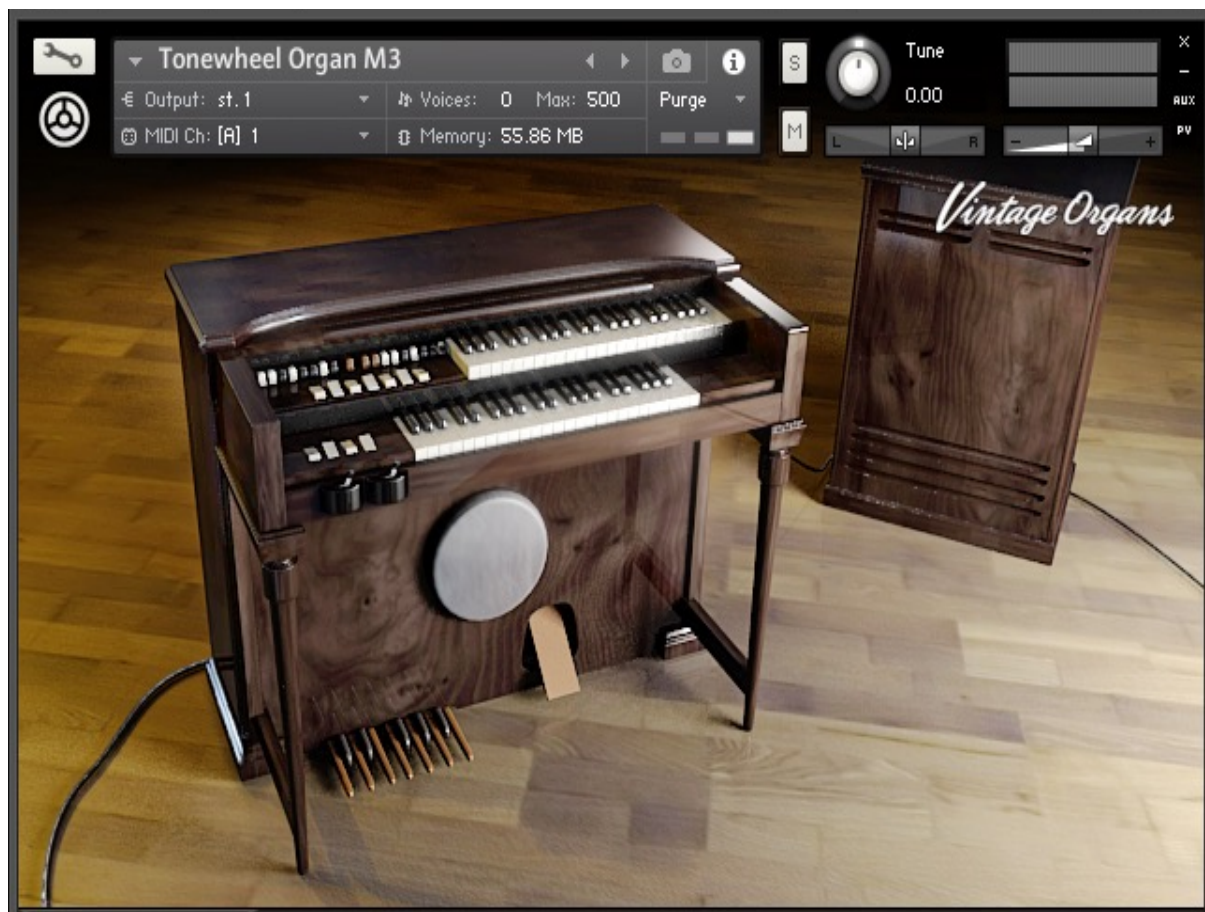 Tonewheel Organ M3
Output: st. 1
Voices: 0 Max: 500
Purge
MIDI Ch: [A] 1
Memory: 55.86 MB
S
M
Tune
0.00
L R
- +
×
-
AUX
PV
Vintage Organs